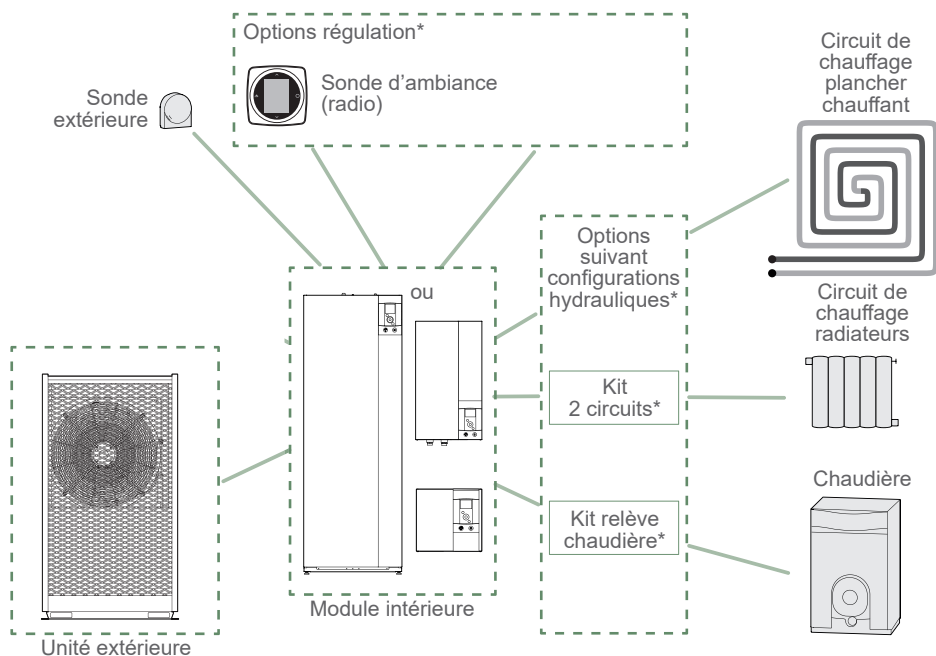 Options régulation*
Sonde d'ambiance
(radio)
Sonde
extérieure
Circuit de
chauffage
plancher
chauffant
Options
suivant
configurations
hydrauliques*
ou
Circuit de
chauffage
radiateurs
Kit
2 circuits*
Chaudière
Kit relève
chaudière*
Module intérieure
Unité extérieure